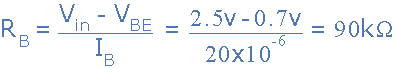 R_B = (V_in - V_BE) / I_B = (2.5v - 0.7v) / 20x10^-6 = 90kΩ